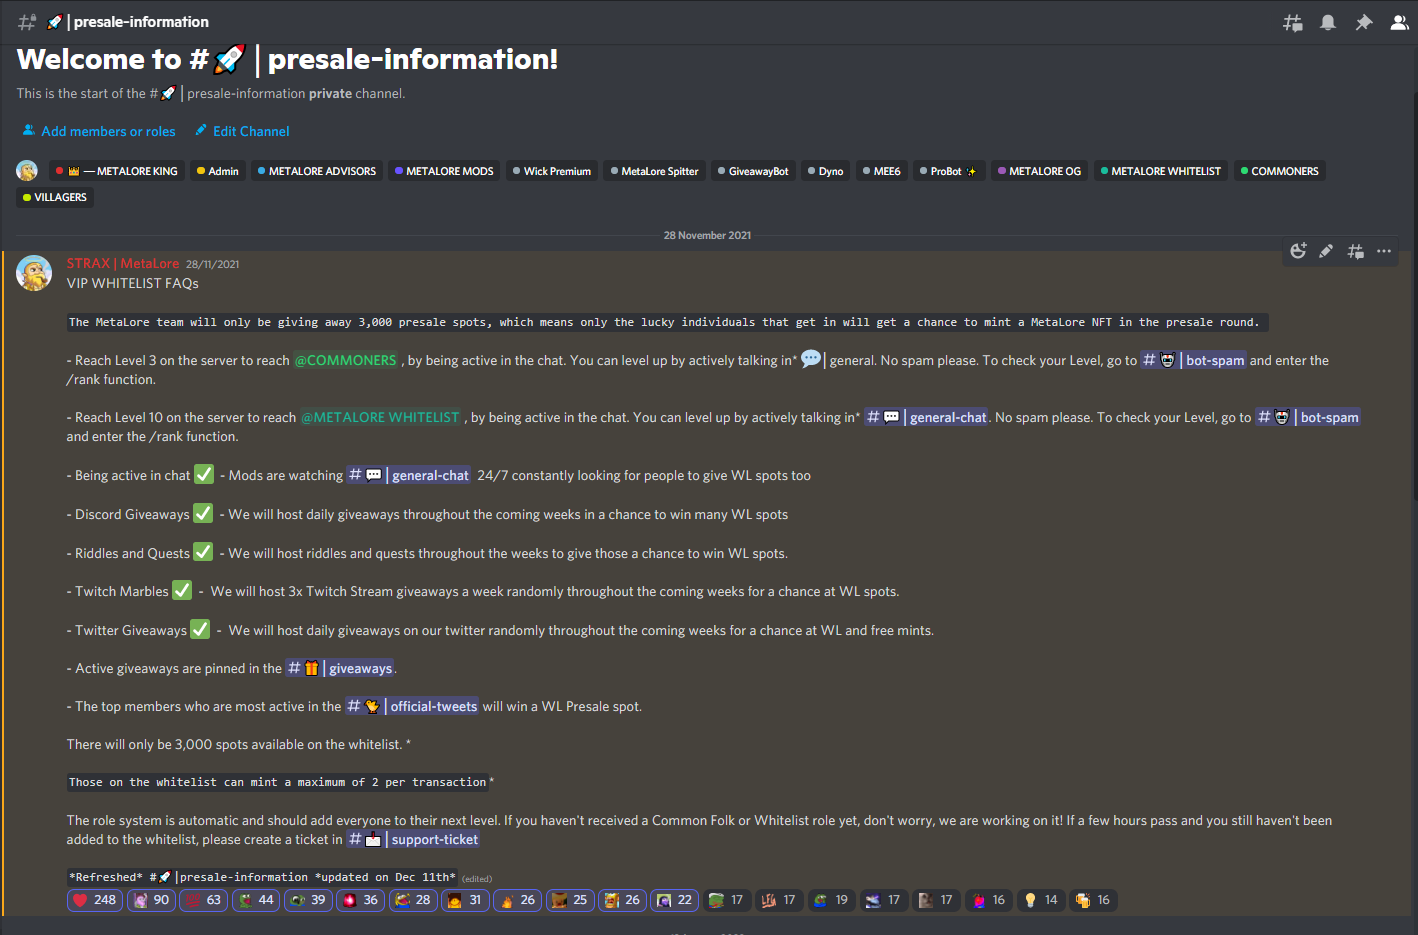 | presale-information
Welcome to # | presale-information!
This is the start of the # | presale-information private channel.
Add members or roles Edit Channel
— METALORE KING Admin METALORE ADVISORS METALORE MODS Wick Premium MetaLore Spitter GiveawayBot Dyno MEE6 ProBot ✨ METALORE OG METALORE WHITELIST COMMONERS
VILLAGERS
28 November 2021
STRAX | MetaLore 28/11/2021
VIP WHITELIST FAQs
The MetaLore team will only be giving away 3,000 presale spots, which means only the lucky individuals that get in will get a chance to mint a MetaLore NFT in the presale round.
- Reach Level 3 on the server to reach @COMMONERS , by being active in the chat. You can level up by actively talking in* 💬| general. No spam please. To check your Level, go to # | bot-spam and enter the
/rank function.
- Reach Level 10 on the server to reach @METALORE WHITELIST , by being active in the chat. You can level up by actively talking in* # 💬 | general-chat. No spam please. To check your Level, go to # | bot-spam
and enter the /rank function.
- Being active in chat ✅ - Mods are watching # 💬 | general-chat 24/7 constantly looking for people to give WL spots too
- Discord Giveaways ✅ - We will host daily giveaways throughout the coming weeks in a chance to win many WL spots
- Riddles and Quests ✅ - We will host riddles and quests throughout the weeks to give those a chance to win WL spots.
- Twitch Marbles ✅ - We will host 3x Twitch Stream giveaways a week randomly throughout the coming weeks for a chance at WL spots.
- Twitter Giveaways ✅ - We will host daily giveaways on our twitter randomly throughout the coming weeks for a chance at WL and free mints.
- Active giveaways are pinned in the # 🎁 | giveaways.
- The top members who are most active in the # | official-tweets will win a WL Presale spot.
There will only be 3,000 spots available on the whitelist. *
Those on the whitelist can mint a maximum of 2 per transaction*
The role system is automatic and should add everyone to their next level. If you haven't received a Common Folk or Whitelist role yet, don't worry, we are working on it! If a few hours pass and you still haven't been
added to the whitelist, please create a ticket in # | support-ticket
*Refreshed* #🚀|presale-information *updated on Dec 11th* (edited)
248 90 63 44 39 36 28 31 26 25 26 22 17 17 19 17 17 16 14 16